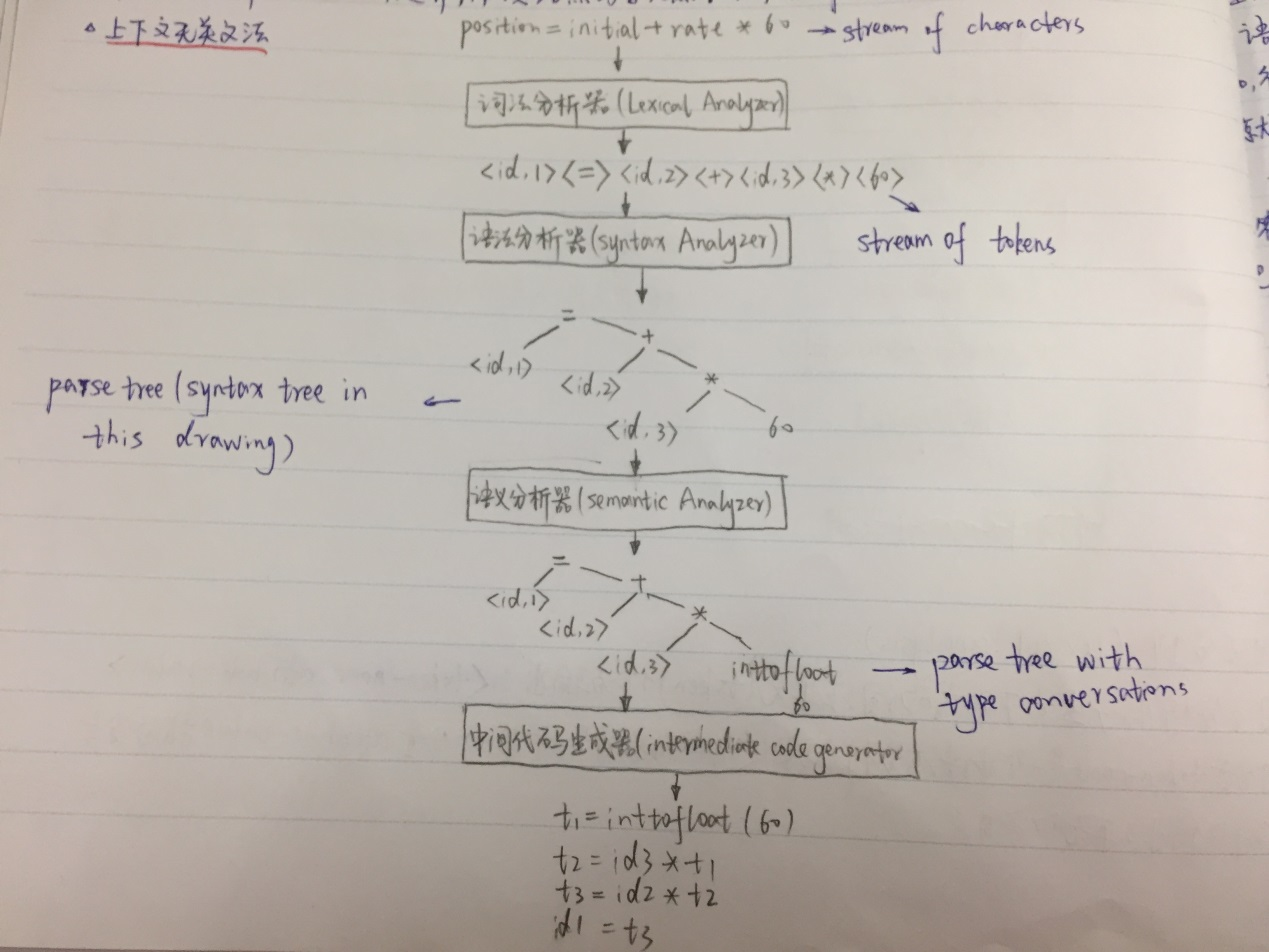 △ 上下文无关文法
position = initial + rate * 60 → stream of characters
词法分析器 (Lexical Analyzer)
<id,1> <=> <id,2> <+> <id,3> <*> <60>
stream of tokens
语法分析器 (syntax Analyzer)
=
+
<id,1>
<id,2>
*
<id,3>
60
parse tree (syntax tree in
this drawing)
语义分析器 (semantic Analyzer)
=
+
<id,1>
<id,2>
*
<id,3>
inttofloat
60
→ parse tree with
type conversations
中间代码生成器 (intermediate code generator
t1 = inttofloat (60)
t2 = id3 * t1
t3 = id2 * t2
id1 = t3